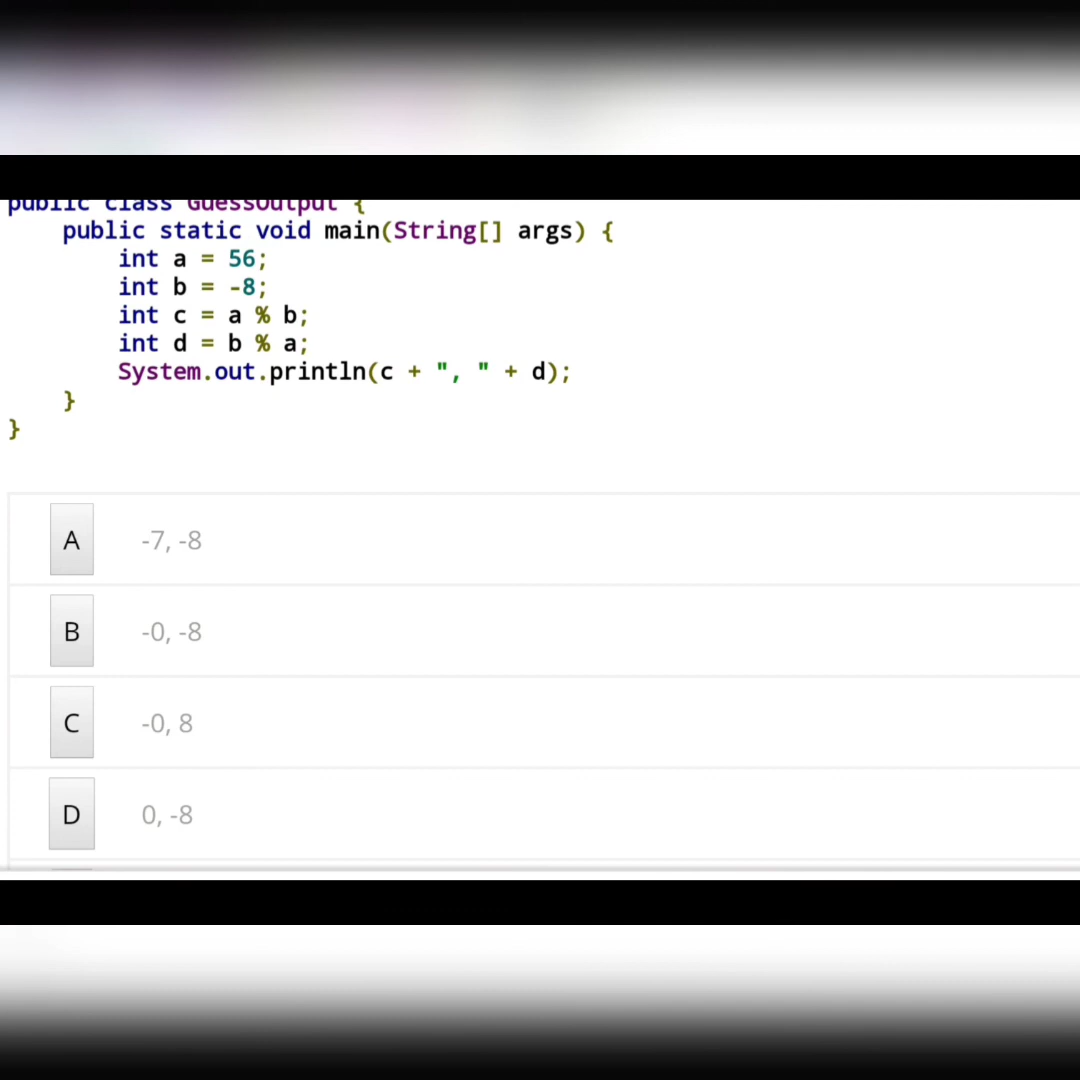 public class GuessOutput {
public static void main(String[] args) {
int a = 56;
int b = -8;
int c = a % b;
int d = b % a;
System.out.println(c + ", " + d);
}
}
A -7, -8
B -0, -8
C -0, 8
D 0, -8